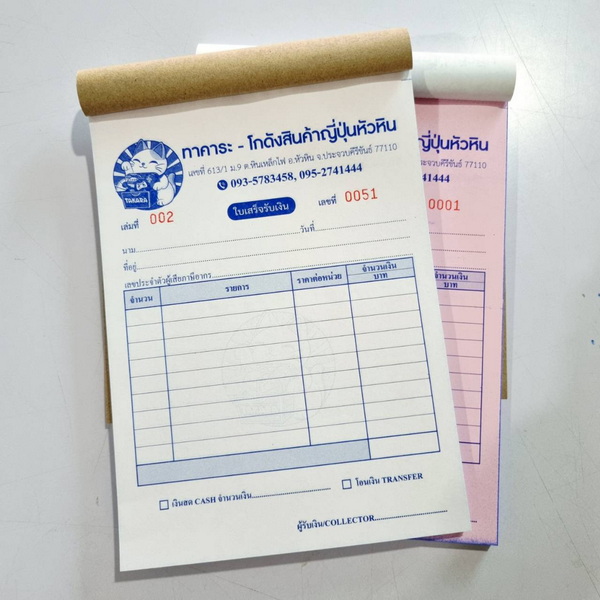 ทาคาระ - โกดังสินค้าญี่ปุ่นหัวหิน
เลขที่ 613/1 ม.9 ต.หินเหล็กไฟ อ.หัวหิน จ.ประจวบคีรีขันธ์ 77110
093-5783458, 095-2741444
TAKARA
เล่มที่ 002
ใบเสร็จรับเงิน
เลขที่ 0051
นาม วันที่
ที่อยู่
เลขประจำตัวผู้เสียภาษีอากร
จำนวน รายการ ราคาต่อหน่วย จำนวนเงิน
บาท
เงินสด CASH จำนวนเงิน โอนเงิน TRANSFER
ผู้รับเงิน/COLLECTOR
ญี่ปุ่นหัวหิน
จ.ประจวบคีรีขันธ์ 77110
41444
0001
จำนวนเงิน
บาท